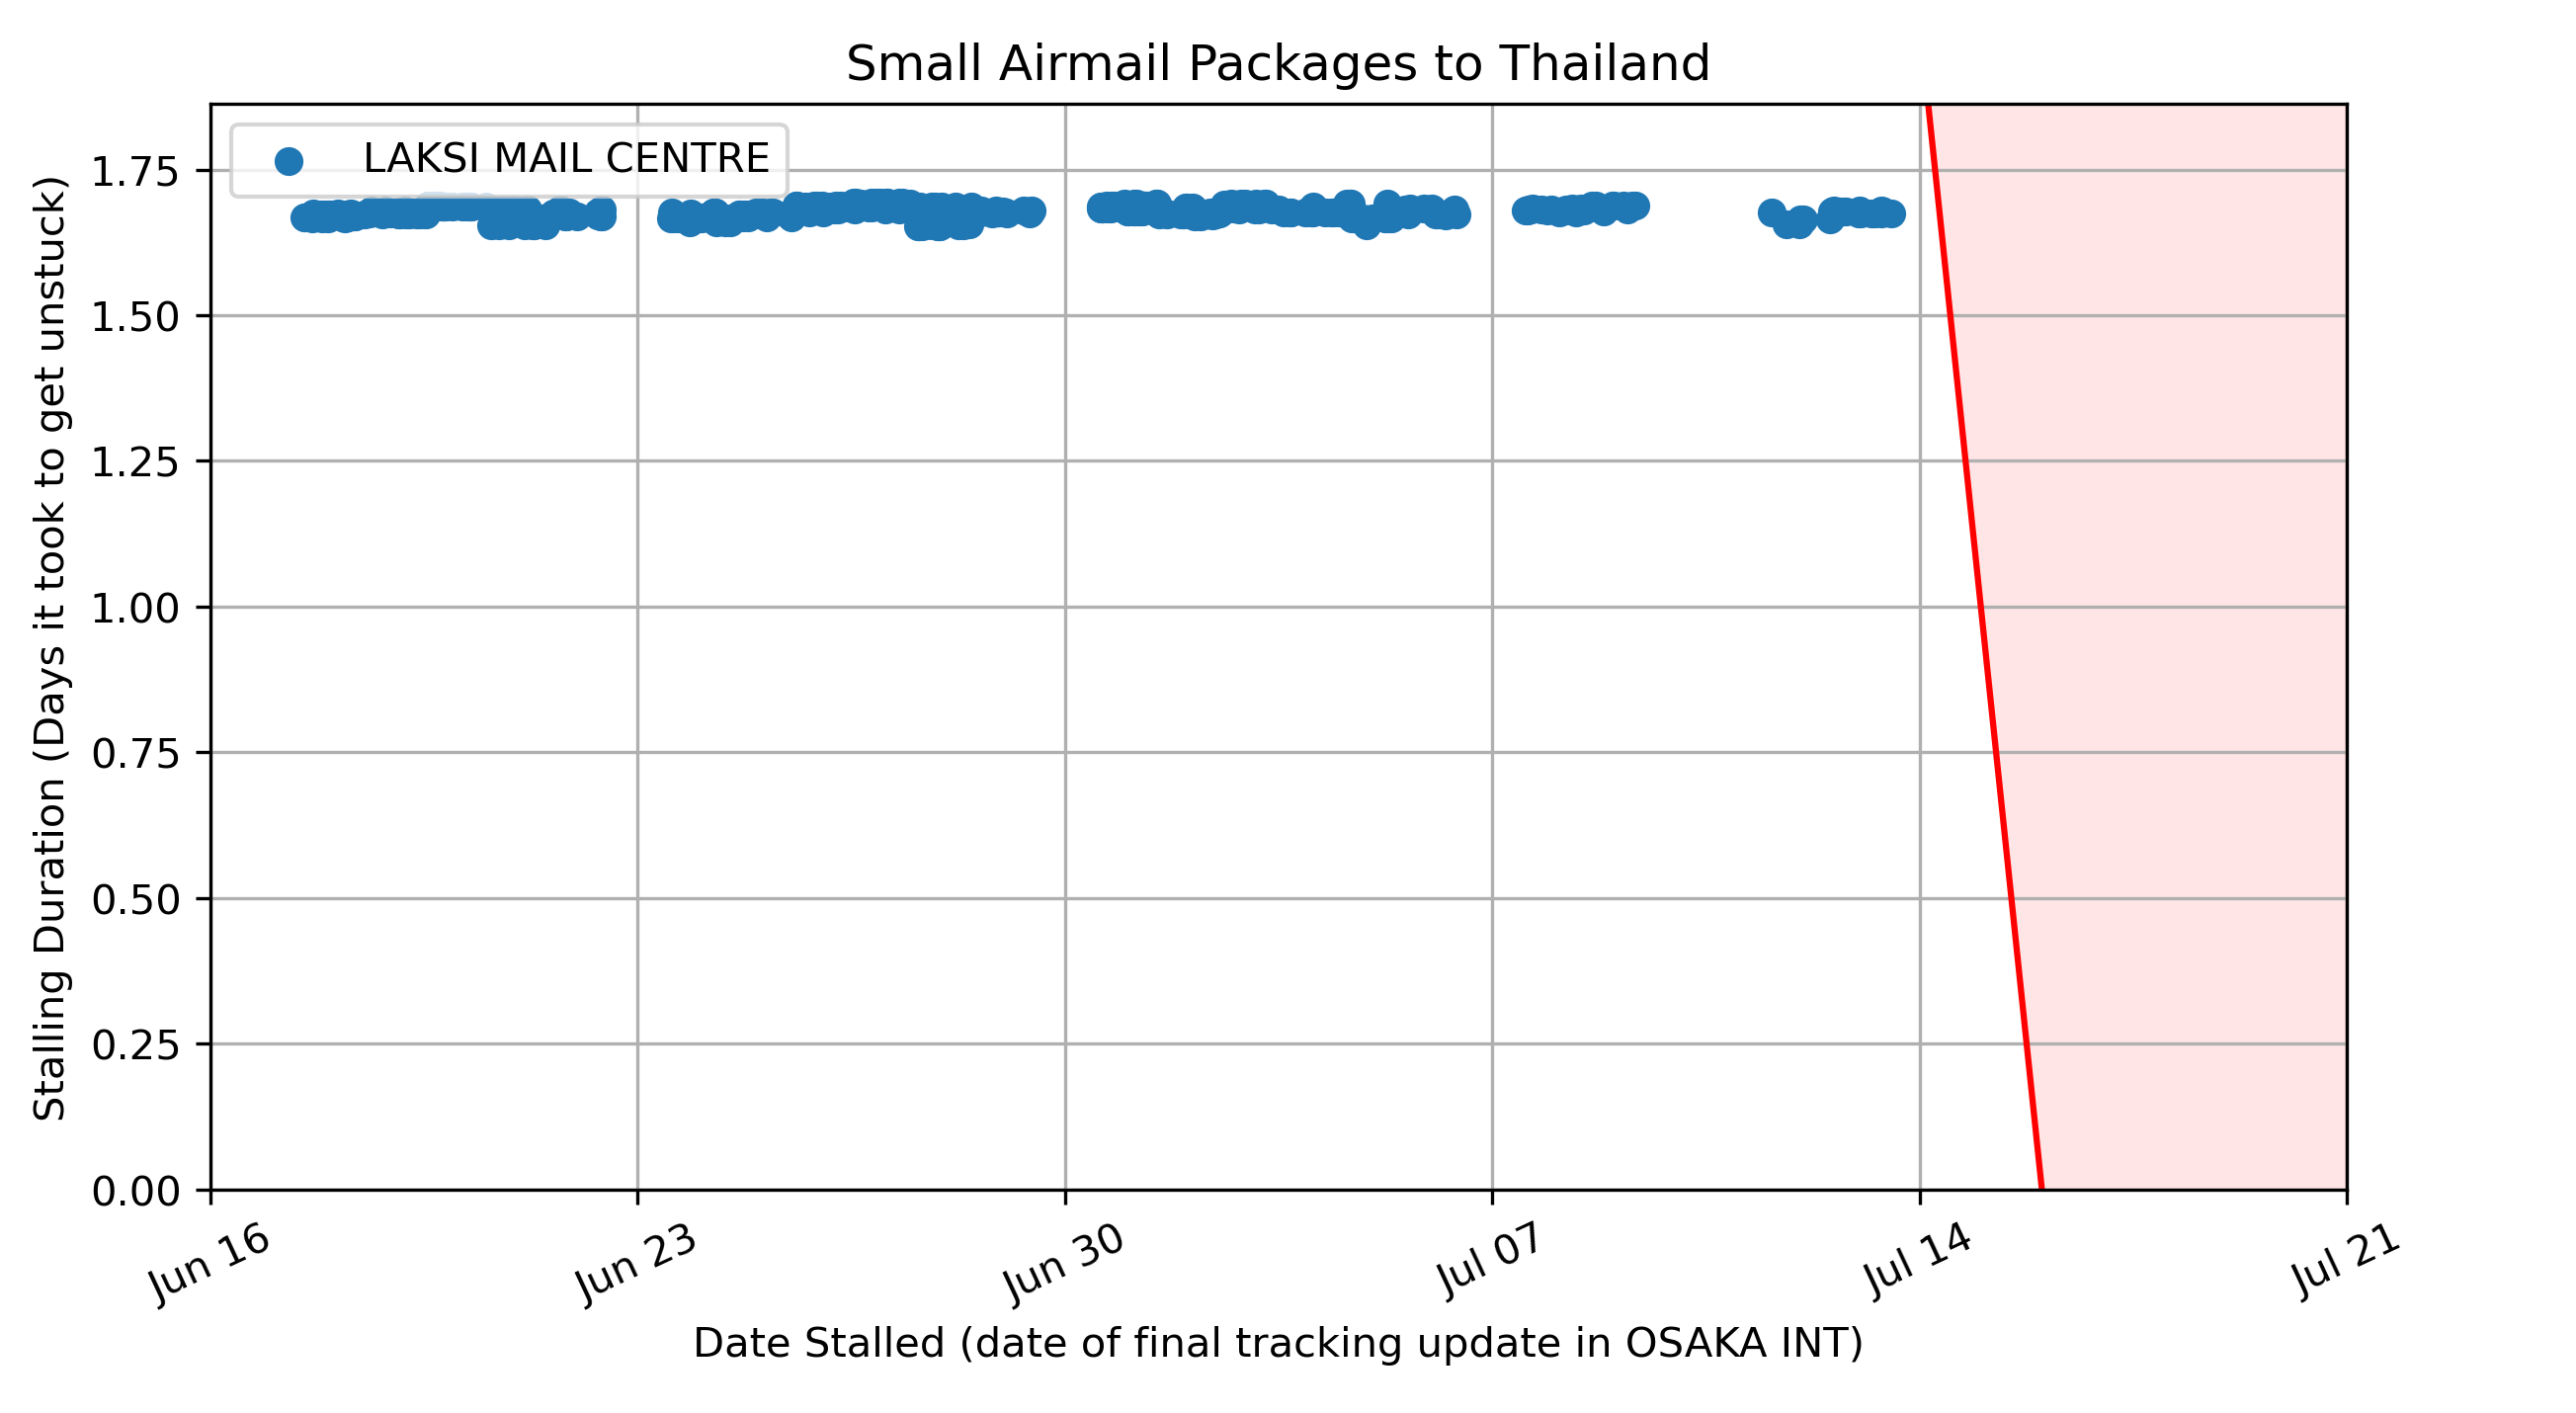 Small Airmail Packages to Thailand
LAKSI MAIL CENTRE
Stalling Duration (Days it took to get unstuck)
1.75
1.50
1.25
1.00
0.75
0.50
0.25
0.00
Jun 16
Jun 23
Jun 30
Jul 07
Jul 14
Jul 21
Date Stalled (date of final tracking update in OSAKA INT)